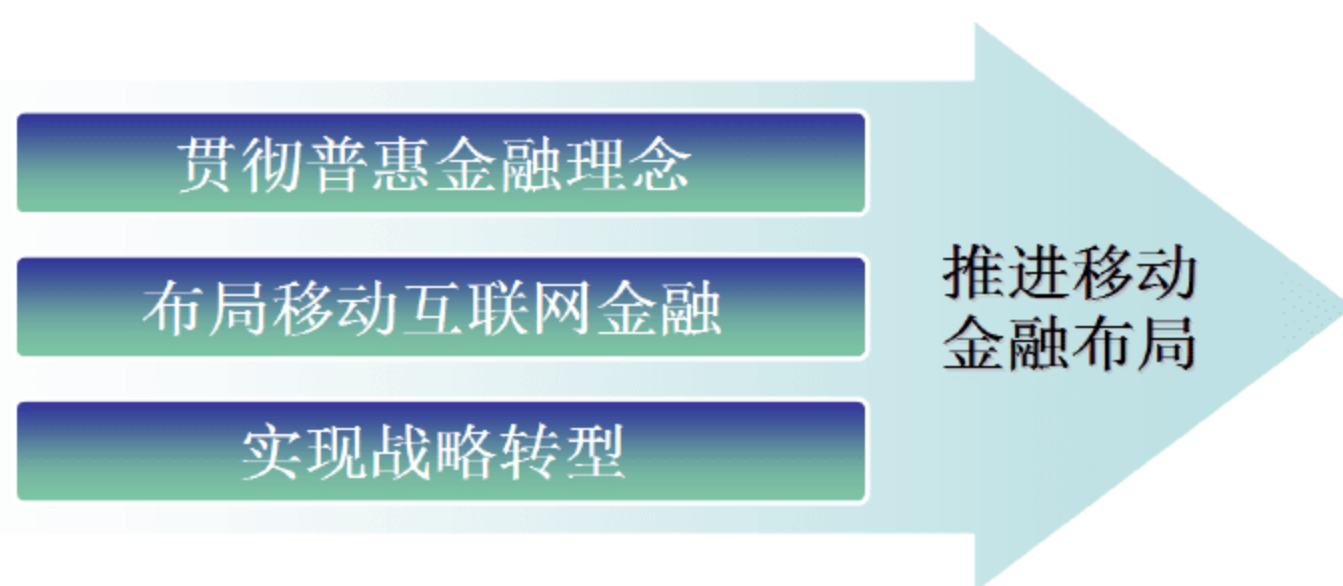 贯彻普惠金融理念
布局移动互联网金融
实现战略转型
推进移动
金融布局